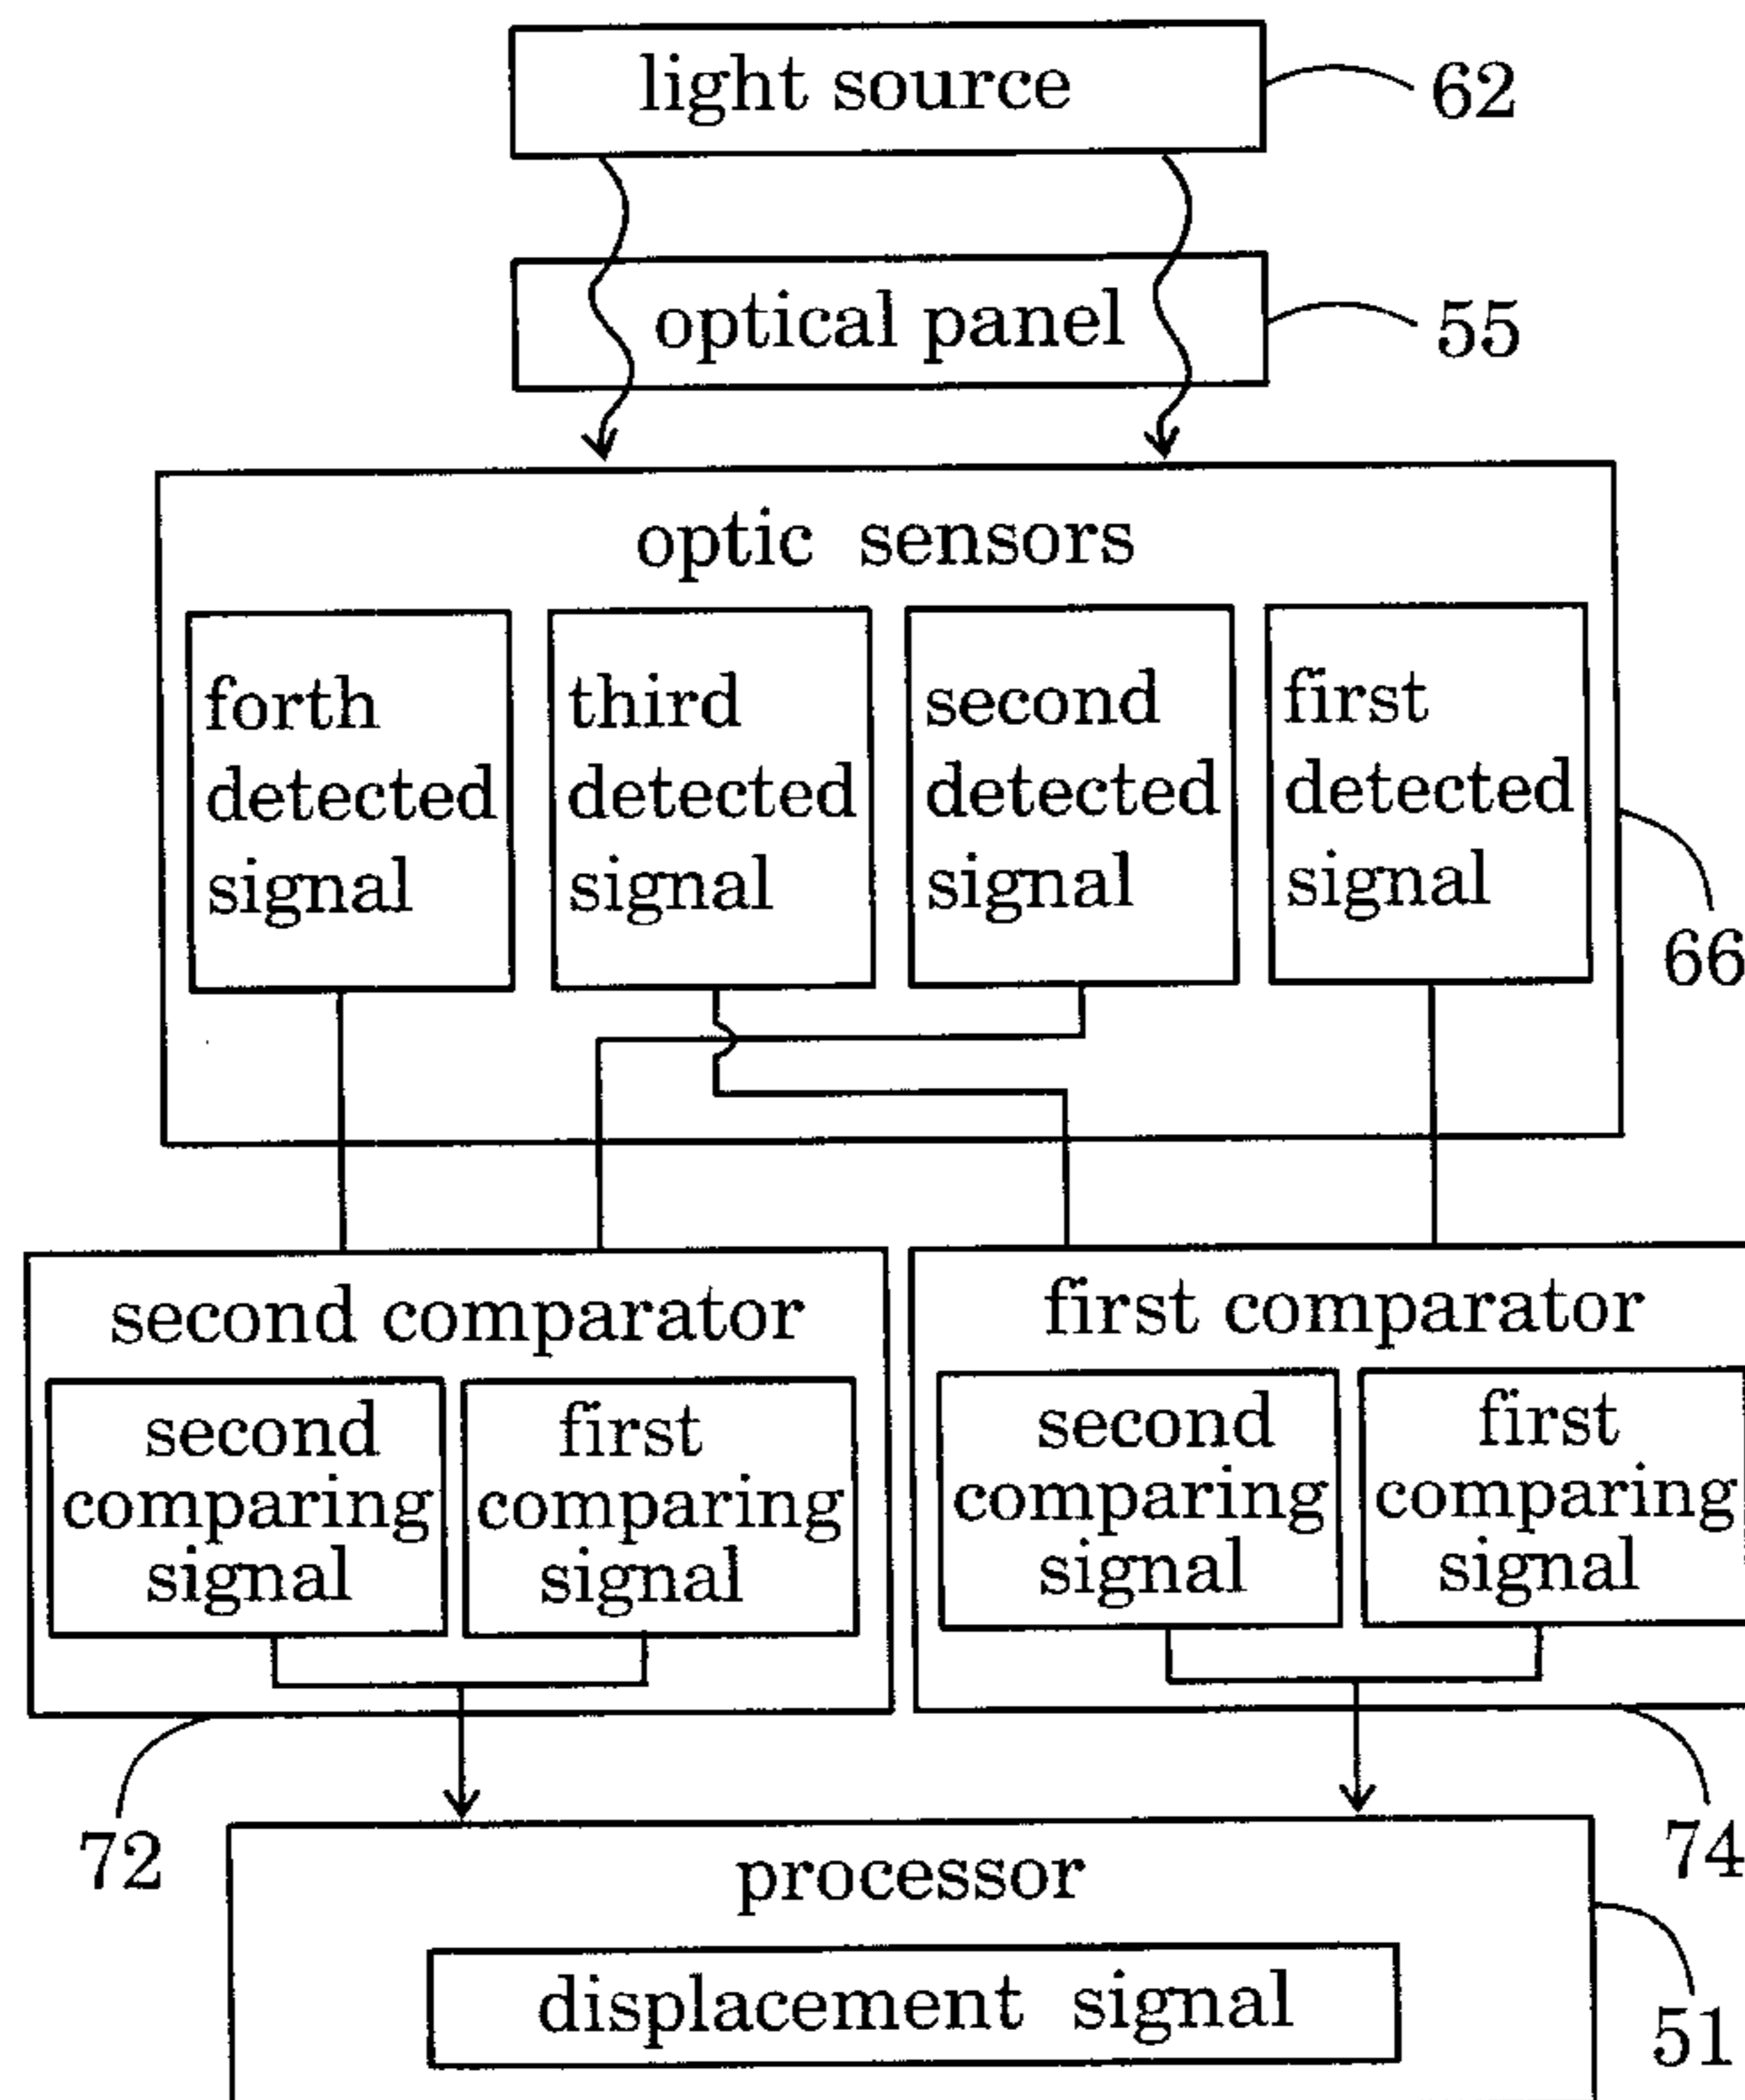 light source
62
optical panel
55
optic sensors
forth
detected
signal
third
detected
signal
second
detected
signal
first
detected
signal
66
second comparator
second
comparing
signal
first
comparing
signal
first comparator
second
comparing
signal
first
comparing
signal
72
74
processor
displacement signal
51